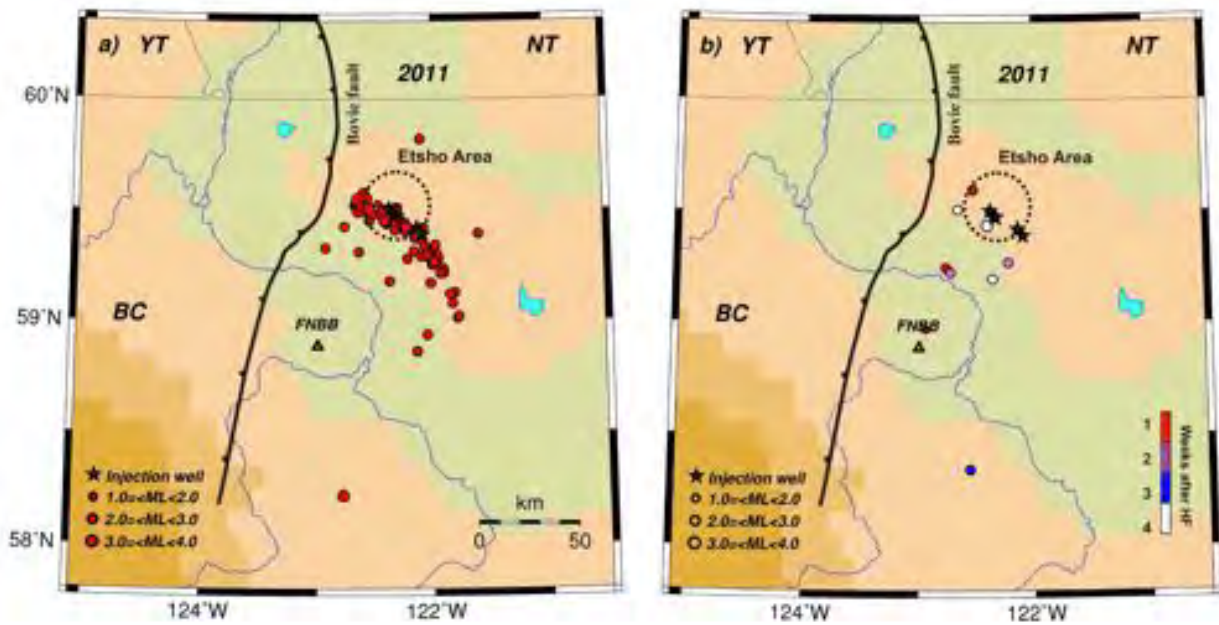 a) YT NT
2011
60°N
Bovie fault
Etsho Area
BC
59°N
FNBB
Injection well
1.0=<ML<2.0
2.0=<ML<3.0
3.0=<ML<4.0
km
0 50
58°N
124°W 122°W
b) YT NT
2011
Bovie fault
Etsho Area
BC
FNBB
Injection well
1.0=<ML<2.0
2.0=<ML<3.0
3.0=<ML<4.0
1
2
3
4
Weeks after HF
124°W 122°W